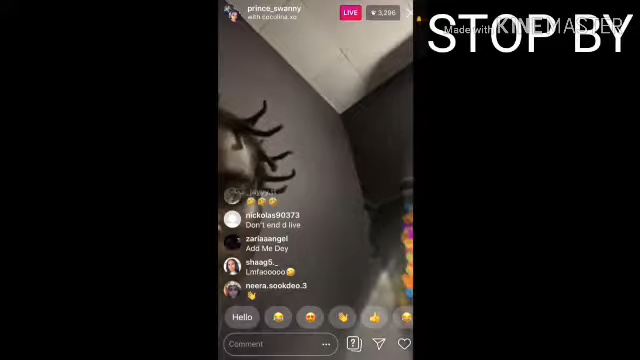 prince_swanny
with cocolina.xo
LIVE
3,296
STOP BY
Made with KINEMASTER
nickolas90373
Don't end d live
zariaaangel
Add Me Dey
shaag5._
Lmfaooooo🤣
neera.sookdeo.3
👋
Hello
Comment